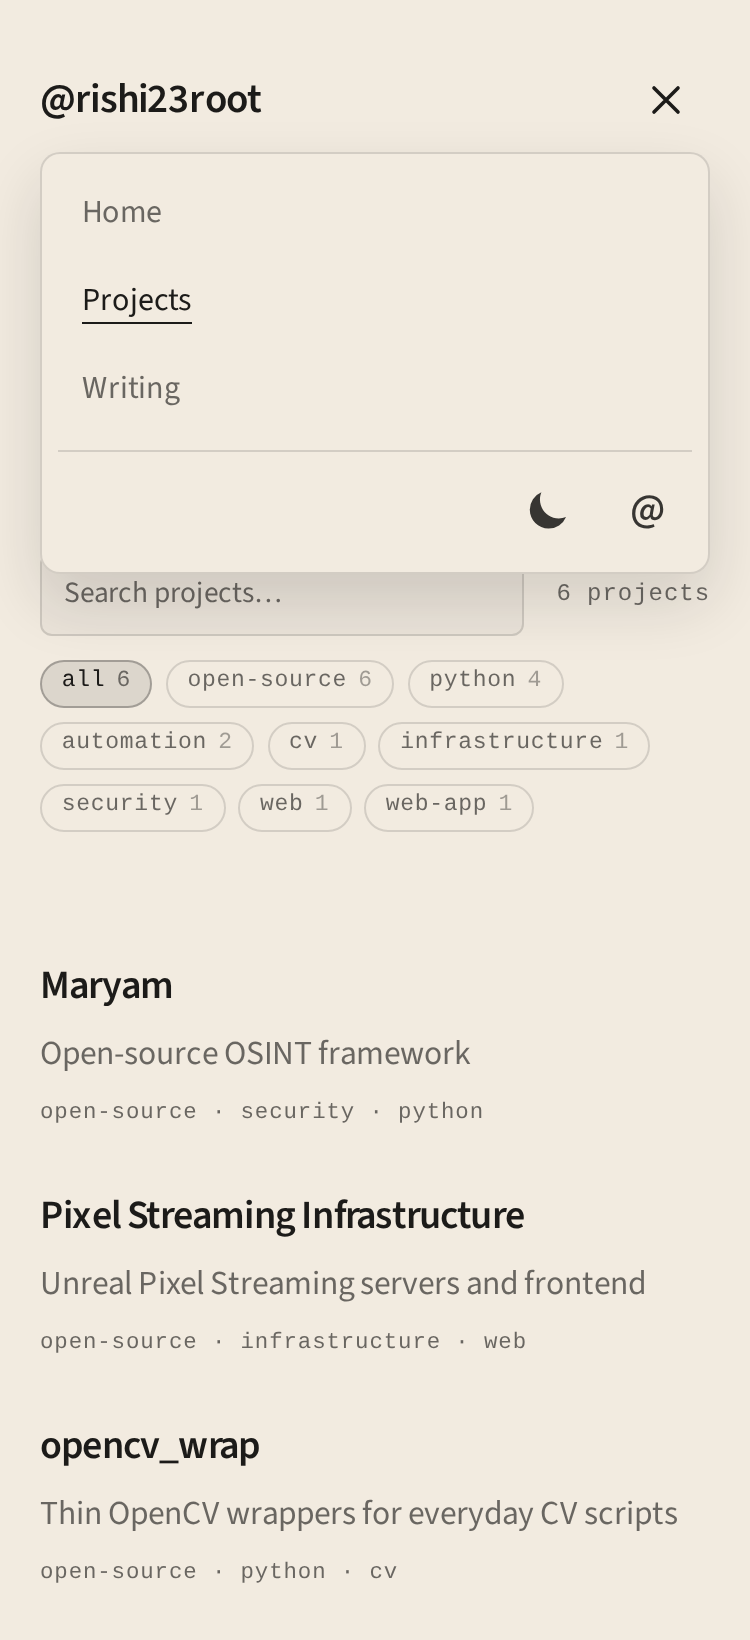 @rishi23root
Home
Projects
Writing
@
Search projects…
6 projects
all 6 open-source 6 python 4
automation 2 cv 1 infrastructure 1
security 1 web 1 web-app 1
Maryam
Open-source OSINT framework
open-source · security · python
Pixel Streaming Infrastructure
Unreal Pixel Streaming servers and frontend
open-source · infrastructure · web
opencv_wrap
Thin OpenCV wrappers for everyday CV scripts
open-source · python · cv